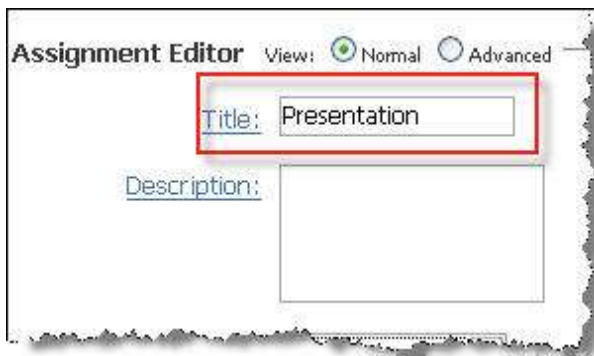 Assignment Editor View: Normal Advanced
Title: Presentation
Description: